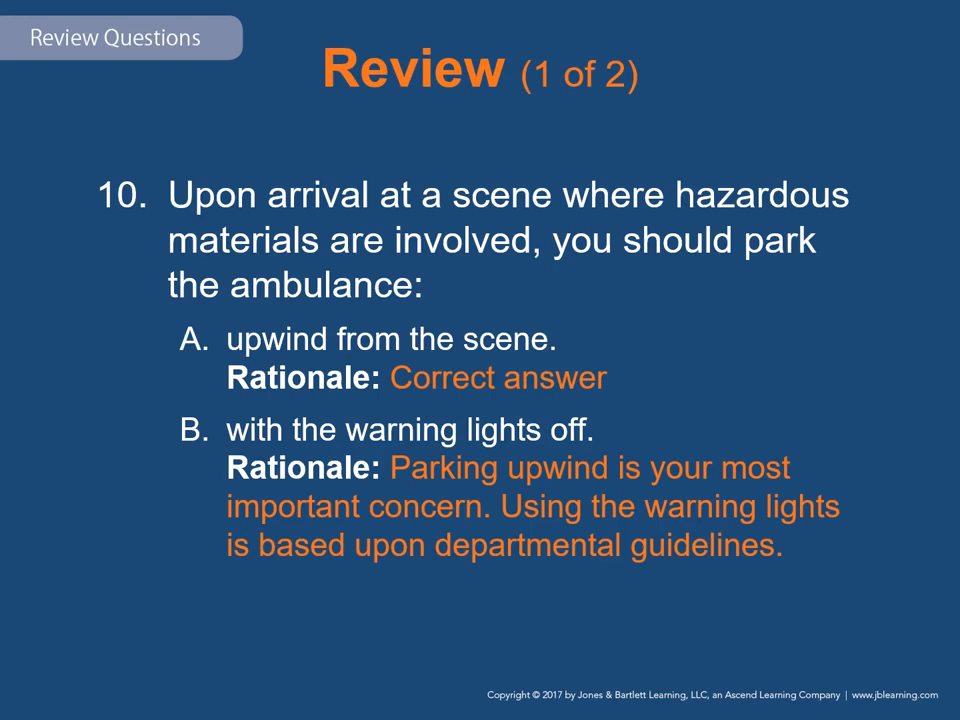 Review Questions
Review (1 of 2)
10. Upon arrival at a scene where hazardous
materials are involved, you should park
the ambulance:
A. upwind from the scene.
Rationale: Correct answer
B. with the warning lights off.
Rationale: Parking upwind is your most
important concern. Using the warning lights
is based upon departmental guidelines.
Copyright © 2017 by Jones & Bartlett Learning, LLC, an Ascend Learning Company | www.jblearning.com